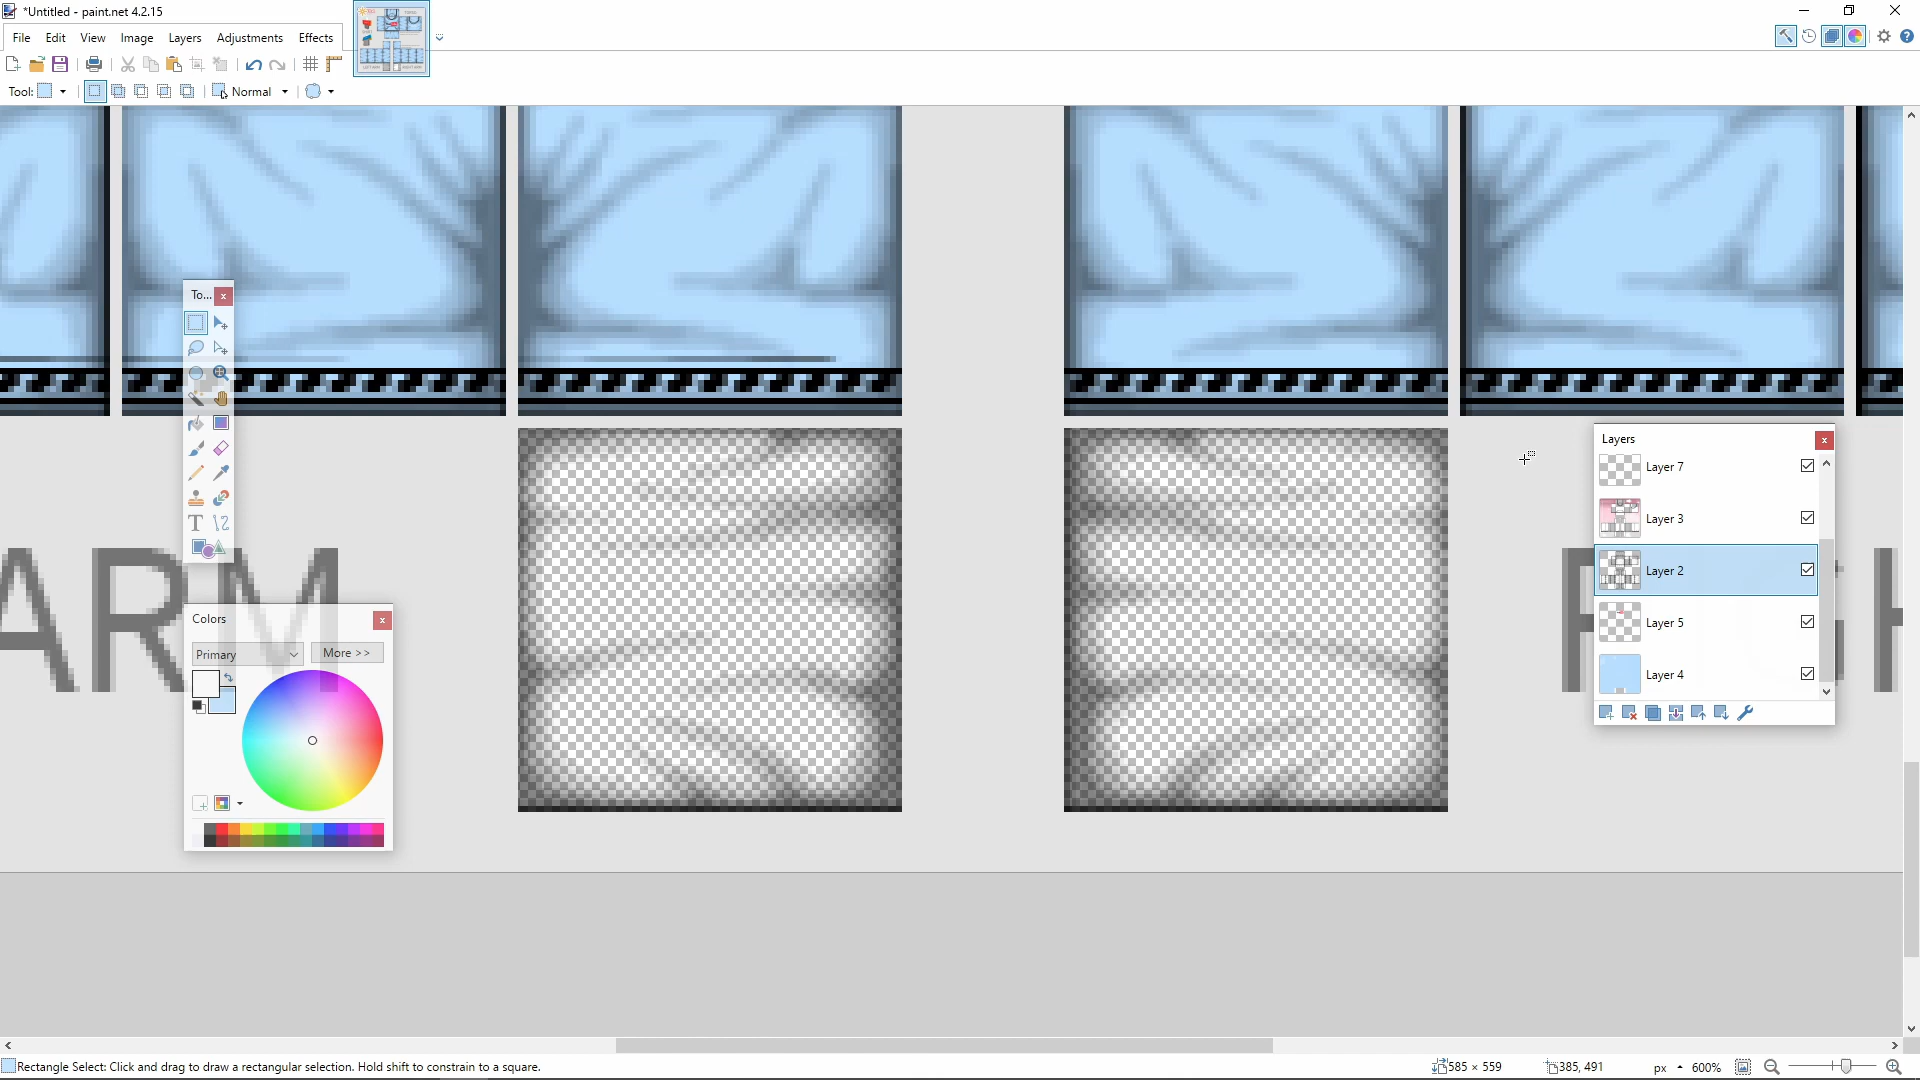 *Untitled - paint.net 4.2.15
File Edit View Image Layers Adjustments Effects
Tool: Normal
To...
Layers
Layer 7
Layer 3
Layer 2
Layer 5
Layer 4
ARM
Colors
Primary
More >>
Rectangle Select: Click and drag to draw a rectangular selection. Hold shift to constrain to a square.
585 × 559
385, 491
px
600%